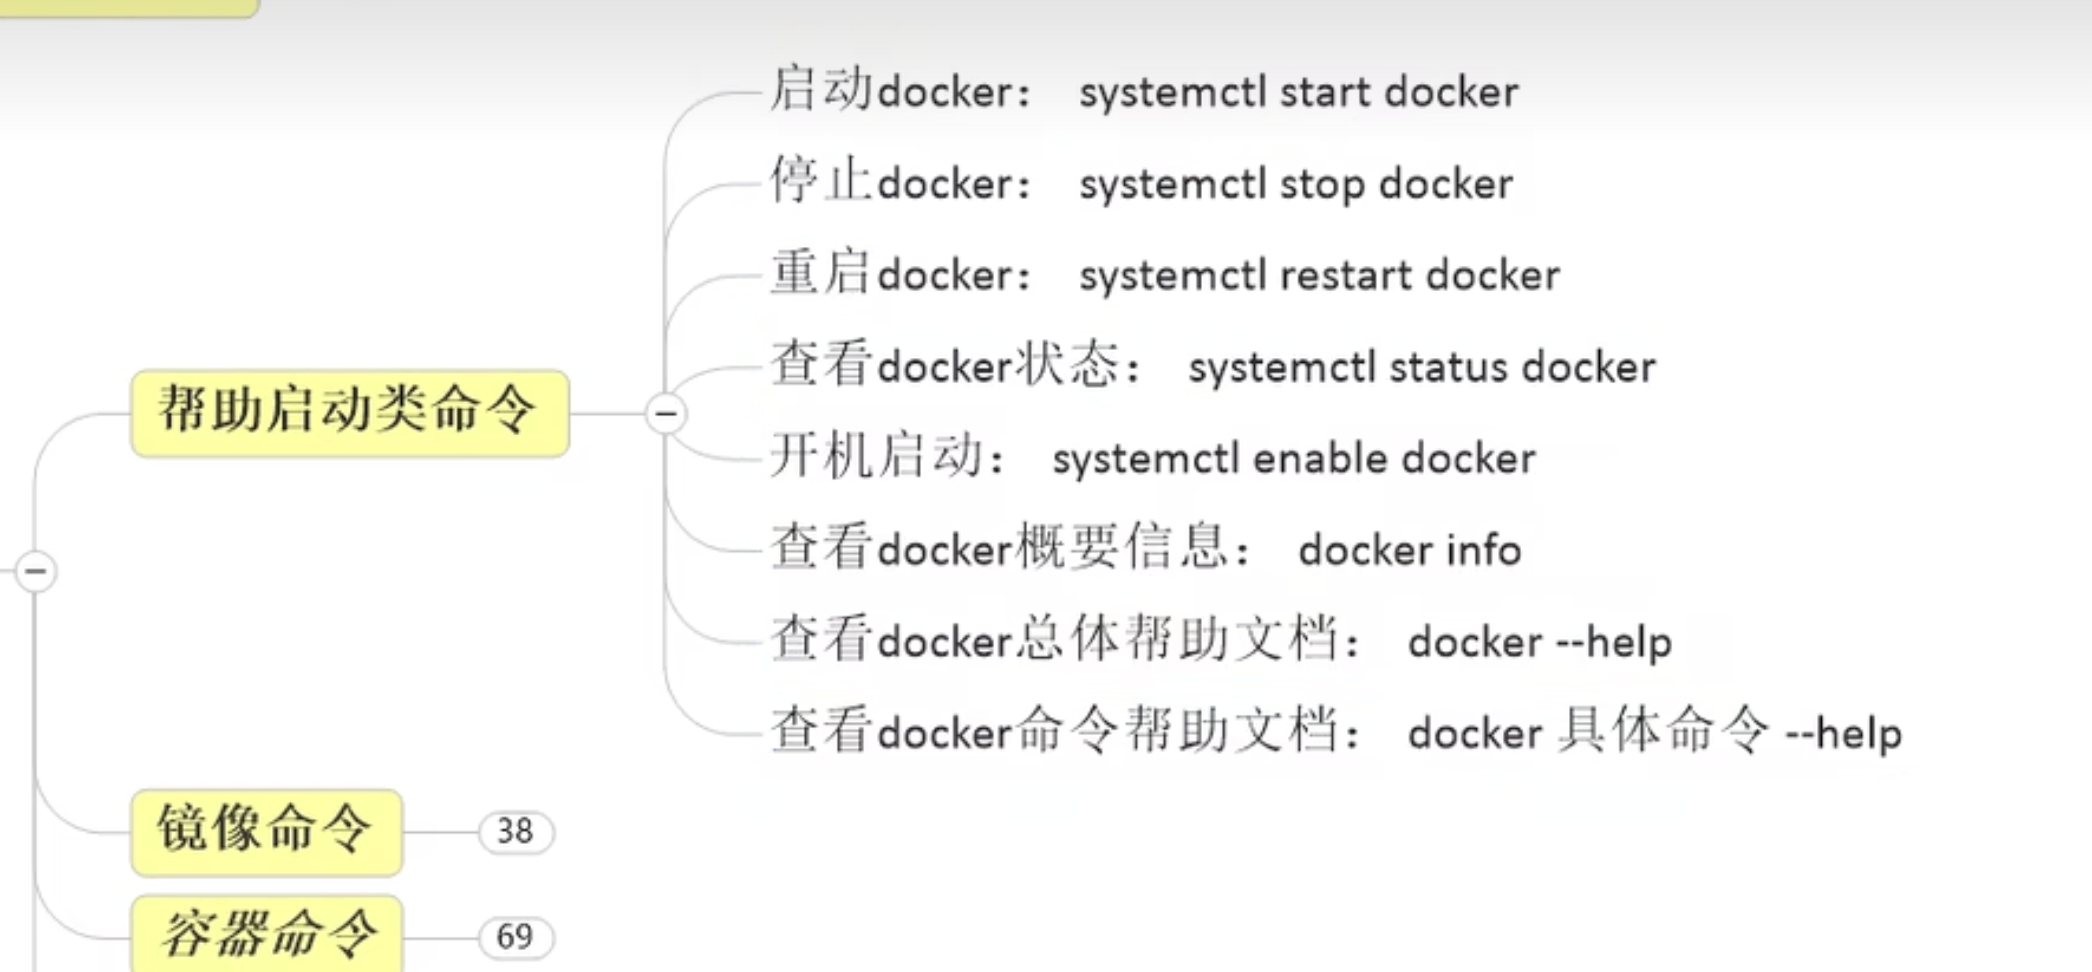 启动docker： systemctl start docker
停止docker： systemctl stop docker
重启docker： systemctl restart docker
查看docker状态： systemctl status docker
帮助启动类命令
开机启动： systemctl enable docker
查看docker概要信息： docker info
查看docker总体帮助文档： docker --help
查看docker命令帮助文档： docker 具体命令 --help
镜像命令 38
容器命令 69